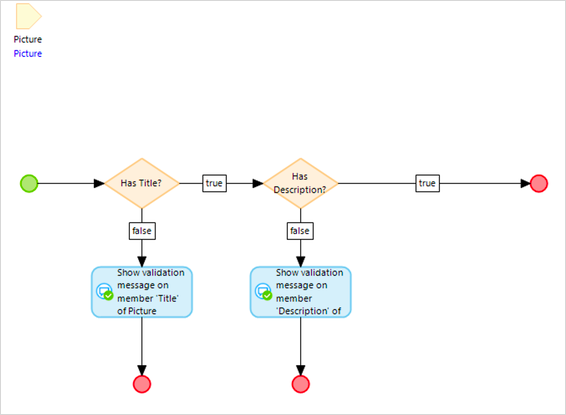 Picture
Picture
Has Title?
true
Has
Description?
true
false
false
Show validation
message on
member 'Title'
of Picture
Show validation
message on
member
'Description' of